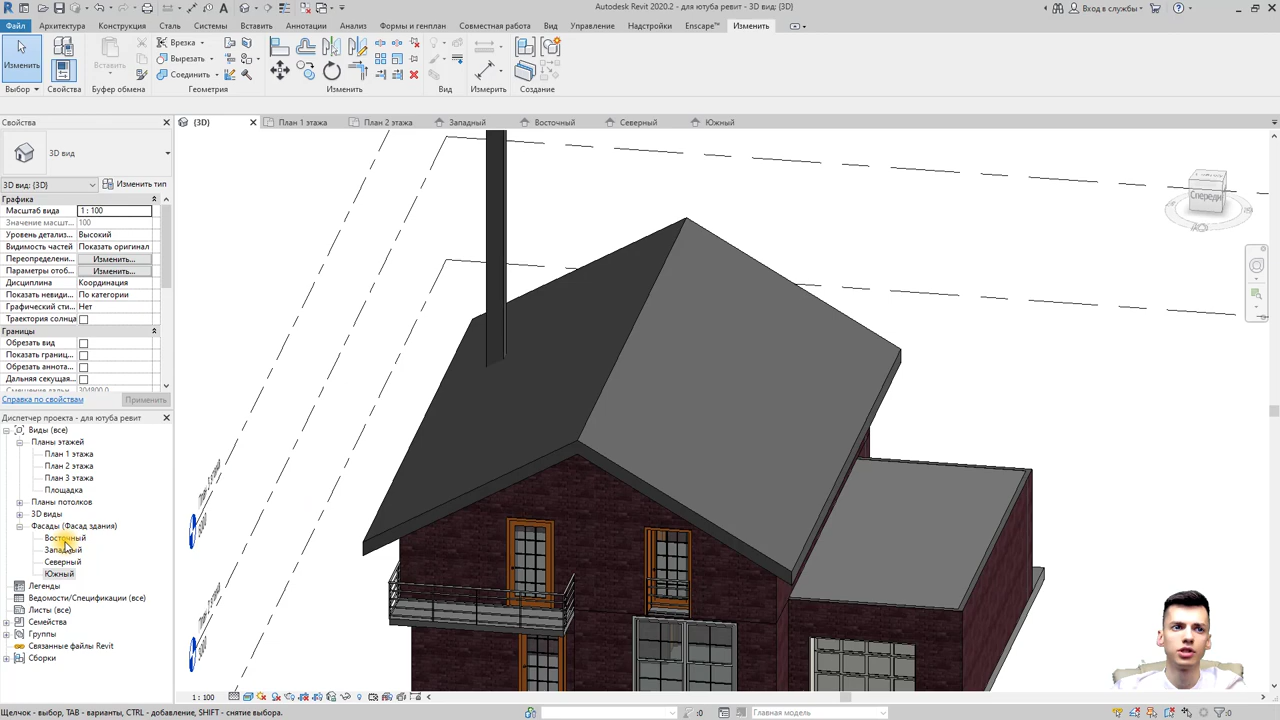 Autodesk Revit 2020.2 - для ютуба ревит - 3D вид: {3D}
Вход в службы
Файл Архитектура Конструкция Сталь Системы Вставить Аннотации Анализ Формы и генплан Совместная работа Вид Управление Надстройки Enscape™ Изменить
Изменить
Вставить
Врезка
Вырезать
Соединить
Выбор Свойства Буфер обмена Геометрия Изменить Вид Измерить Создание
Свойства
{3D} План 1 этажа План 2 этажа Западный Восточный Северный Южный
3D вид
3D вид: {3D} Изменить тип
Графика
Масштаб вида 1 : 100
Значение масшт... 100
Уровень детализ... Высокий
Видимость частей Показать оригинал
Переопределени... Изменить...
Параметры отоб... Изменить...
Дисциплина Координация
Показать невиди... По категории
Графический сти... Нет
Траектория солнца
Границы
Обрезать вид
Показать границ...
Обрезать аннота...
Дальняя секущая...
Справка по свойствам Применить
Диспетчер проекта - для ютуба ревит
Виды (все)
Планы этажей
План 1 этажа
План 2 этажа
План 3 этажа
Площадка
Планы потолков
3D виды
Фасады (Фасад здания)
Восточный
Западный
Северный
Южный
Легенды
Ведомости/Спецификации (все)
Листы (все)
Семейства
Группы
Связанные файлы Revit
Сборки
Спереди
1 : 100
Щелчок - выбор, TAB - варианты, CTRL - добавление, SHIFT - снятие выбора.
:0
Главная модель
:0